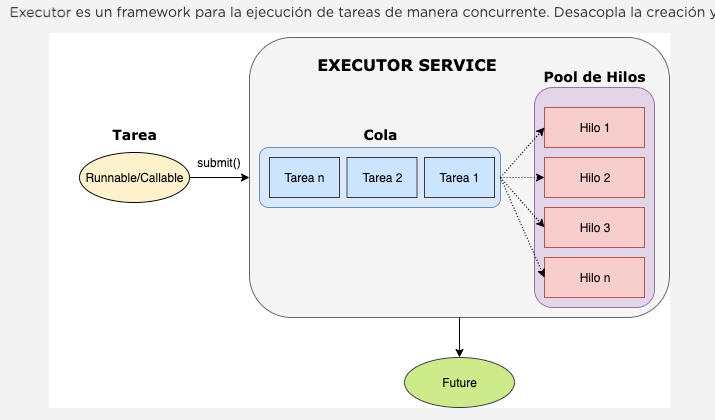 Executor es un framework para la ejecución de tareas de manera concurrente. Desacopla la creación y
EXECUTOR SERVICE
Pool de Hilos
Tarea
Cola
Hilo 1
submit()
Runnable/Callable
Tarea n
Tarea 2
Tarea 1
Hilo 2
Hilo 3
Hilo n
Future